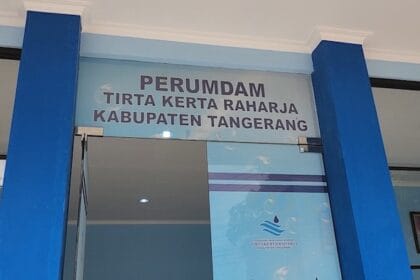 PERUMDAM
TIRTA KERTA RAHARJA
KABUPATEN TANGERANG